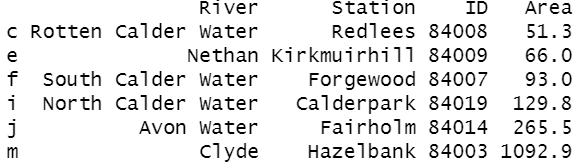 River Station ID Area
c Rotten Calder Water Redlees 84008 51.3
e Nethan Kirkmuirhill 84009 66.0
f South Calder Water Forgewood 84007 93.0
i North Calder Water Calderpark 84019 129.8
j Avon Water Fairholm 84014 265.5
m Clyde Hazelbank 84003 1092.9